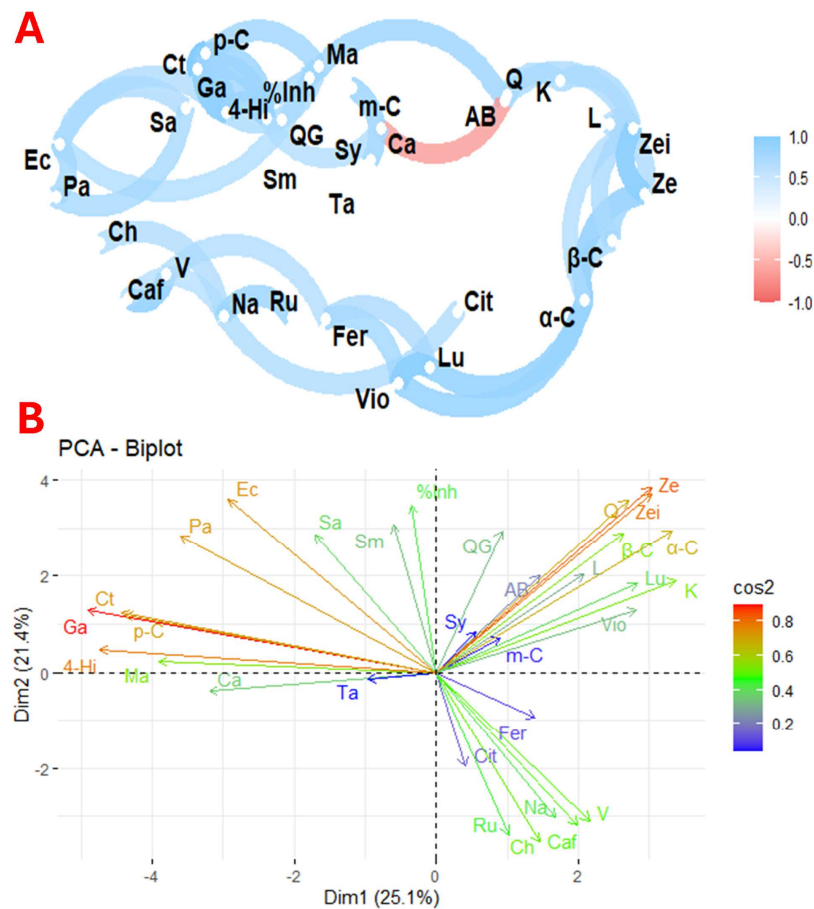 A
p-C
Ct
Ma
Ga
%Inh
Q
K
4-Hi
m-C
AB
L
Sa
QG
Ca
Sy
Zei
Ec
Pa
Sm
Ze
Ta
Ch
V
β-C
Caf
Na
Ru
Cit
α-C
Fer
Lu
Vio
1.0
0.5
0.0
-0.5
-1.0
B
PCA - Biplot
4
2
0
-2
Dim2 (21.4%)
Ec
%Inh
Ze
Pa
Sa
Sm
QG
Q
Zei
β-C
α-C
AB
L
Lu
K
Ct
Ga
p-C
Sy
Vio
4-Hi
Ma
Ca
m-C
Ta
Fer
Cit
Na
V
Ru
Ch
Caf
-4
-2
0
2
Dim1 (25.1%)
cos2
0.8
0.6
0.4
0.2